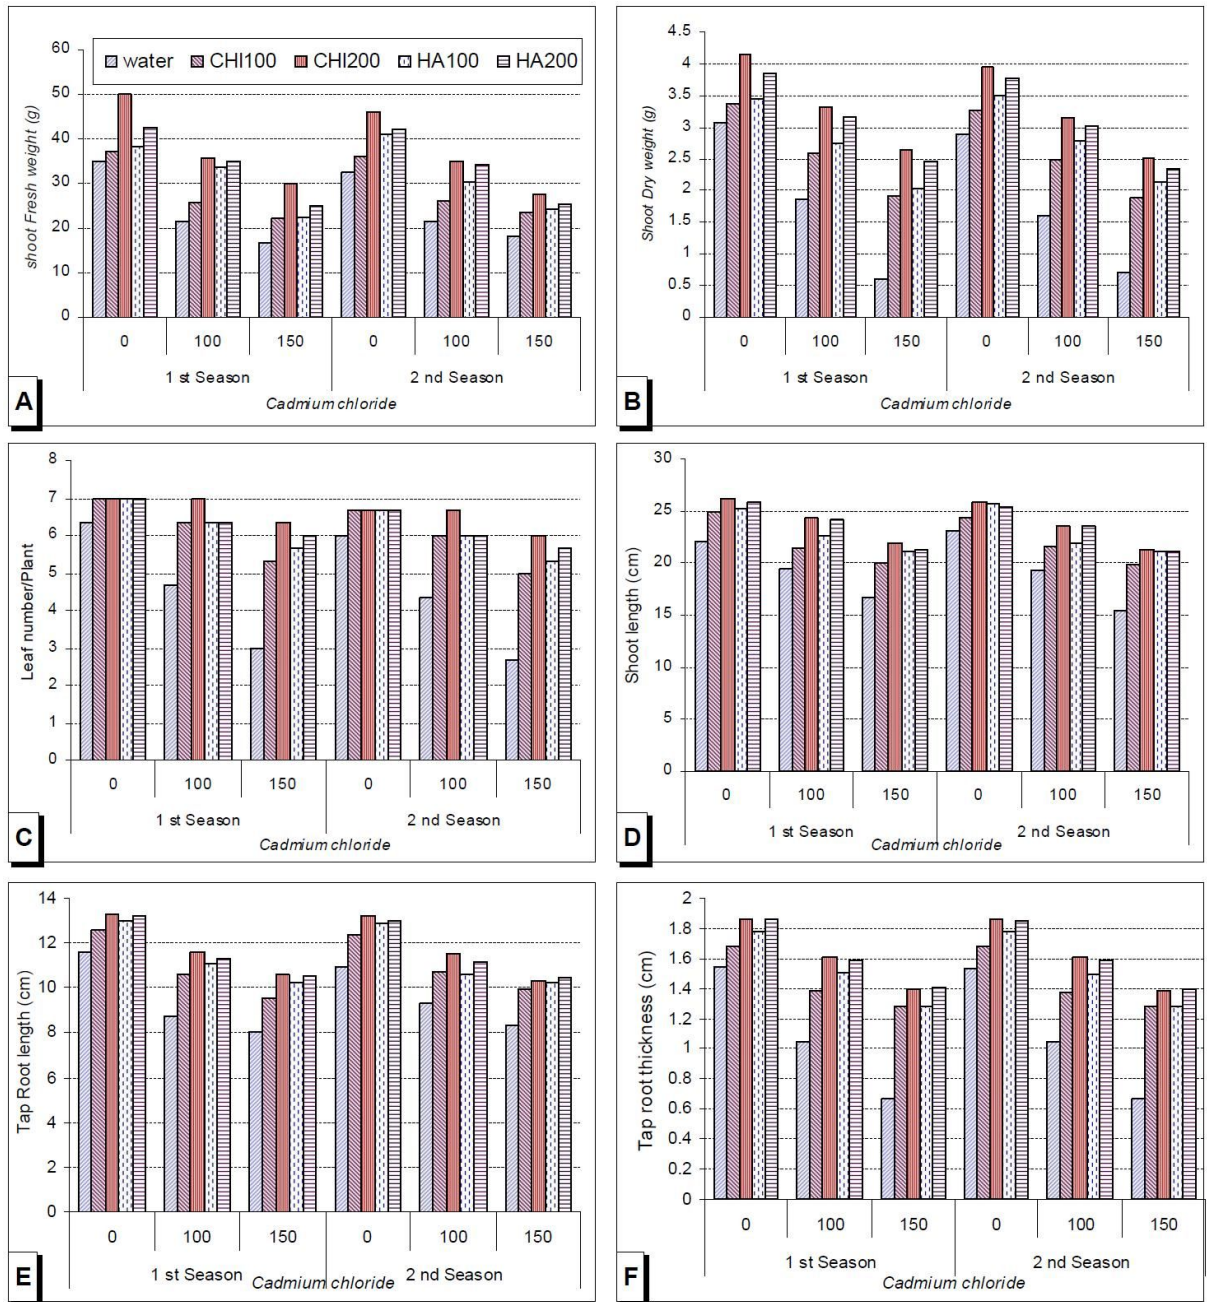 60
50
40
30
20
10
0
shoot Fresh weight (g)
water CHI100 CHI200 HA100 HA200
0 100 150 0 100 150
1 st Season 2 nd Season
Cadmium chloride
A
4.5
4
3.5
3
2.5
2
1.5
1
0.5
0
Shoot Dry weight (g)
0 100 150 0 100 150
1 st Season 2 nd Season
Cadmium chloride
B
8
7
6
5
4
3
2
1
0
Leaf number/Plant
0 100 150 0 100 150
1 st Season 2 nd Season
Cadmium chloride
C
30
25
20
15
10
5
0
Shoot length (cm)
0 100 150 0 100 150
1 st Season 2 nd Season
Cadmium chloride
D
14
12
10
8
6
4
2
0
Tap Root length (cm)
0 100 150 0 100 150
1 st Season 2 nd Season
Cadmium chloride
E
2
1.8
1.6
1.4
1.2
1
0.8
0.6
0.4
0.2
0
Tap root thickness (cm)
0 100 150 0 100 150
1 st Season 2 nd Season
Cadmium chloride
F